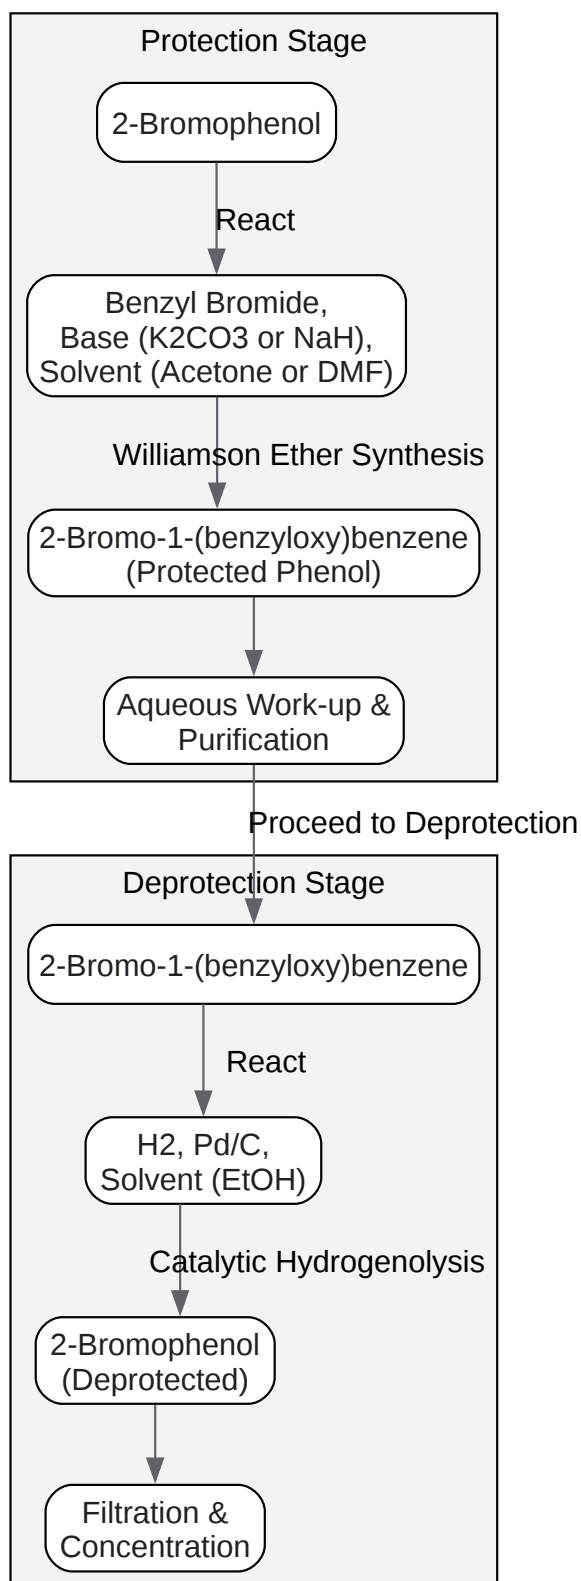 Protection Stage
2-Bromophenol
React
Benzyl Bromide,
Base (K2CO3 or NaH),
Solvent (Acetone or DMF)
Williamson Ether Synthesis
2-Bromo-1-(benzyloxy)benzene
(Protected Phenol)
Aqueous Work-up &
Purification
Proceed to Deprotection
Deprotection Stage
2-Bromo-1-(benzyloxy)benzene
React
H2, Pd/C,
Solvent (EtOH)
Catalytic Hydrogenolysis
2-Bromophenol
(Deprotected)
Filtration &
Concentration